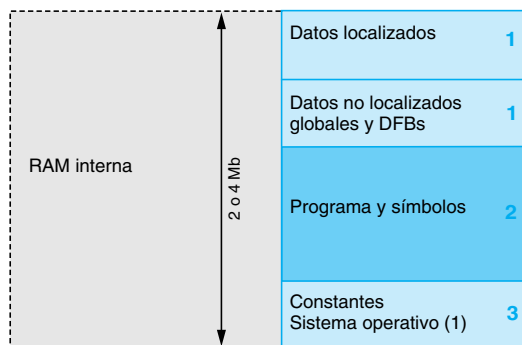 Datos localizados 1
Datos no localizados 1
globales y DFBs
RAM interna
2 o 4 Mb
Programa y símbolos 2
Constantes 3
Sistema operativo (1)